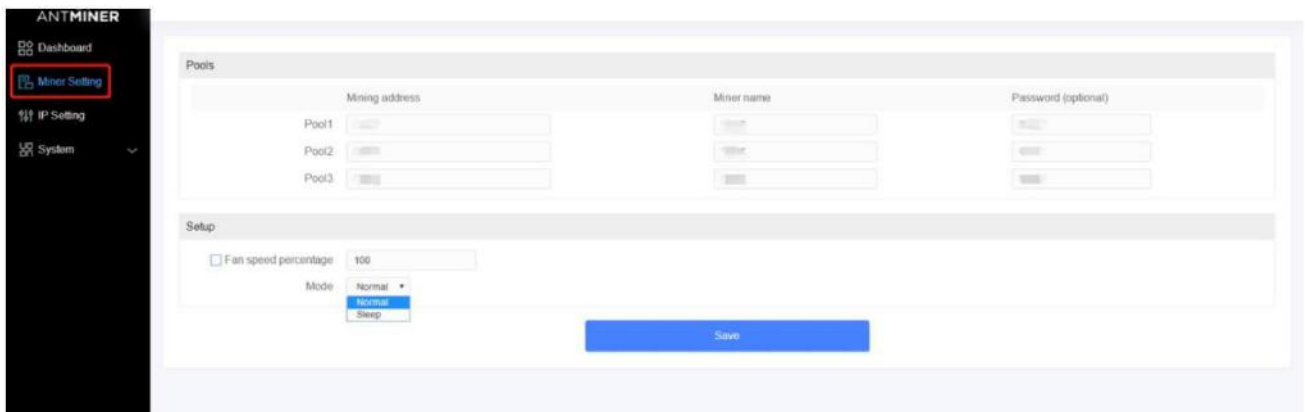 ANTMINER
Dashboard
Miner Setting
IP Setting
System
Pools
Mining address Miner name Password (optional)
Pool1
Pool2
Pool3
Setup
Fan speed percentage 100
Mode Normal
Normal
Sleep
Save